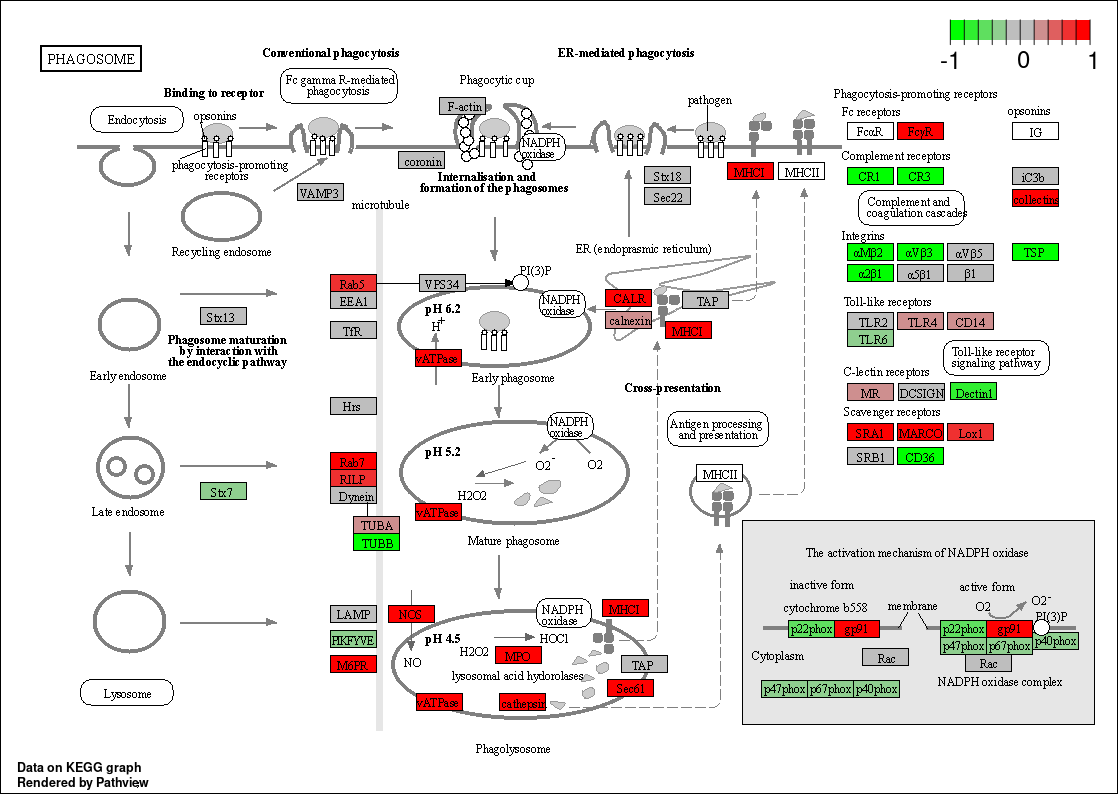 PHAGOSOME
Conventional phagocytosis
ER-mediated phagocytosis
-1
0
1
Binding to receptor
Fc gamma R-mediated
phagocytosis
Phagocytic cup
Endocytosis
opsonins
F-actin
NADPH
oxidase
pathogen
phagocytosis-promoting
receptors
coronin
Internalisation and
formation of the phagosomes
Stx18
Sec22
MHCI
MHCII
VAMP3
microtubule
Recycling endosome
ER (endoprasmic reticulum)
Rab5
EEA1
VPS34
PI(3)P
NADPH
oxidase
CALR
calnexin
TAP
MHCI
pH 6.2
H+
TfR
vATPase
Stx13
Phagosome maturation
by interaction with
the endocyclic pathway
Early endosome
Early phagosome
Cross-presentation
Hrs
NADPH
oxidase
Antigen processing
and presentation
pH 5.2
O2-
O2
H2O2
Rab7
RILP
Dynein
vATPase
MHCII
Stx7
Late endosome
TUBA
TUBB
Mature phagosome
LAMP
PIKFYVE
M6PR
NOS
NO
NADPH
oxidase
MHCI
pH 4.5
HOCl
H2O2
MPO
TAP
lysosomal acid hydorolases
Sec61
vATPase
cathepsin
Lysosome
Phagolysosome
Phagocytosis-promoting receptors
Fc receptors
opsonins
FcαR
FcγR
IG
Complement receptors
CR1
CR3
iC3b
collectins
Complement and
coagulation cascades
Integrins
αMβ2
αVβ3
αVβ5
TSP
α2β1
α5β1
β1
Toll-like receptors
TLR2
TLR4
CD14
TLR6
Toll-like receptor
signaling pathway
C-lectin receptors
MR
DCSIGN
Dectin1
Scavenger receptors
SRA1
MARCO
Lox1
SRB1
CD36
The activation mechanism of NADPH oxidase
inactive form
active form
cytochrome b558
membrane
O2
O2-
PI(3)P
p22phox
gp91
p22phox
gp91
p47phox
p67phox
p40phox
Cytoplasm
Rac
Rac
NADPH oxidase complex
p47phox
p67phox
p40phox
Data on KEGG graph
Rendered by Pathview